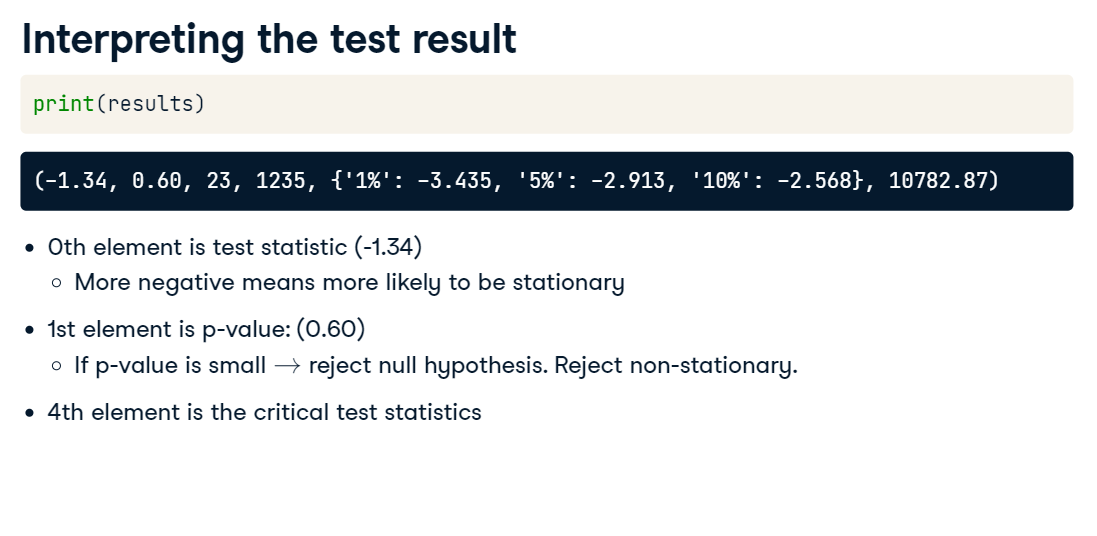 Interpreting the test result
print(results)
(-1.34, 0.60, 23, 1235, {'1%': -3.435, '5%': -2.913, '10%': -2.568}, 10782.87)
• 0th element is test statistic (-1.34)
○ More negative means more likely to be stationary
• 1st element is p-value: (0.60)
○ If p-value is small → reject null hypothesis. Reject non-stationary.
• 4th element is the critical test statistics